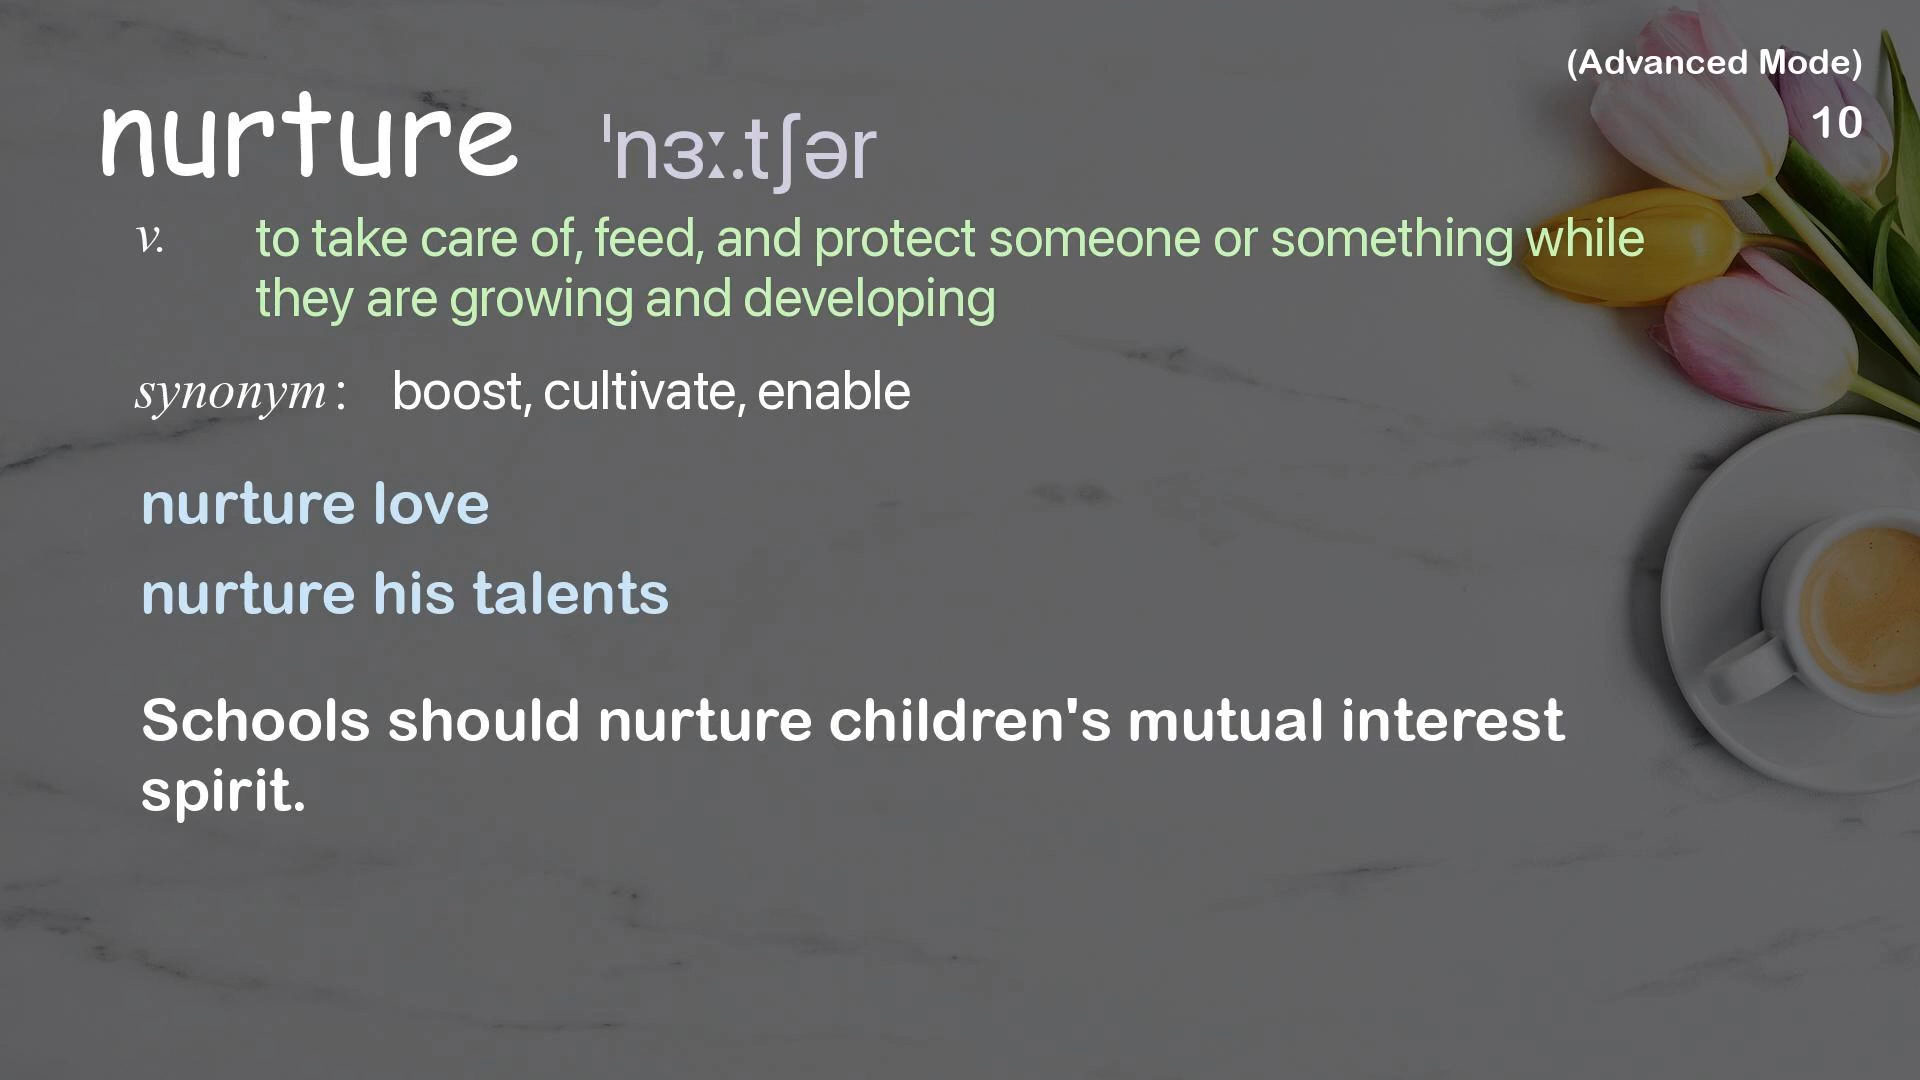 (Advanced Mode)
nurture ˈnɜː.tʃər
10
v. to take care of, feed, and protect someone or something while
they are growing and developing
synonym: boost, cultivate, enable
nurture love
nurture his talents
Schools should nurture children's mutual interest
spirit.